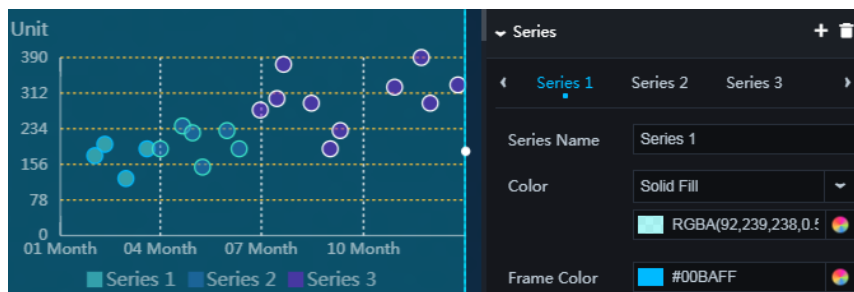 Unit
390
312
234
156
78
0
01 Month 04 Month 07 Month 10 Month
Series 1 Series 2 Series 3
Series
Series 1 Series 2 Series 3
Series Name Series 1
Color Solid Fill
RGBA(92,239,238,0.5
Frame Color #00BAFF